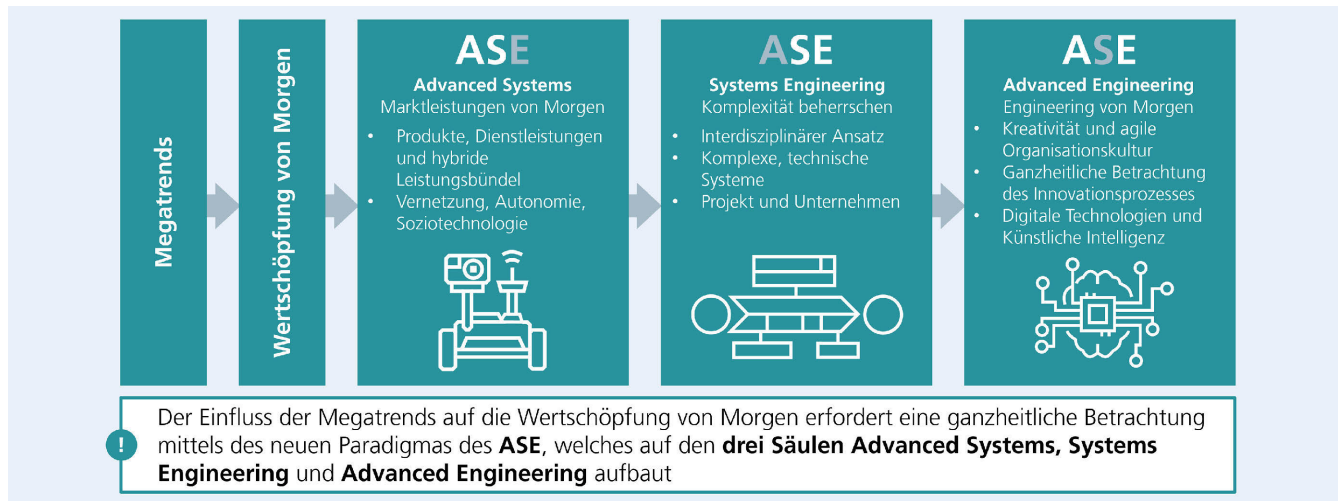 Megatrends
Wertschöpfung von Morgen
ASE
Advanced Systems
Marktleistungen von Morgen
• Produkte, Dienstleistungen
und hybride
Leistungsbündel
• Vernetzung, Autonomie,
Soziotechnologie
ASE
Systems Engineering
Komplexität beherrschen
• Interdisziplinärer Ansatz
• Komplexe, technische
Systeme
• Projekt und Unternehmen
ASE
Advanced Engineering
Engineering von Morgen
• Kreativität und agile
Organisationskultur
• Ganzheitliche Betrachtung
des Innovationsprozesses
• Digitale Technologien und
Künstliche Intelligenz
!
Der Einfluss der Megatrends auf die Wertschöpfung von Morgen erfordert eine ganzheitliche Betrachtung
mittels des neuen Paradigmas des ASE, welches auf den drei Säulen Advanced Systems, Systems
Engineering und Advanced Engineering aufbaut